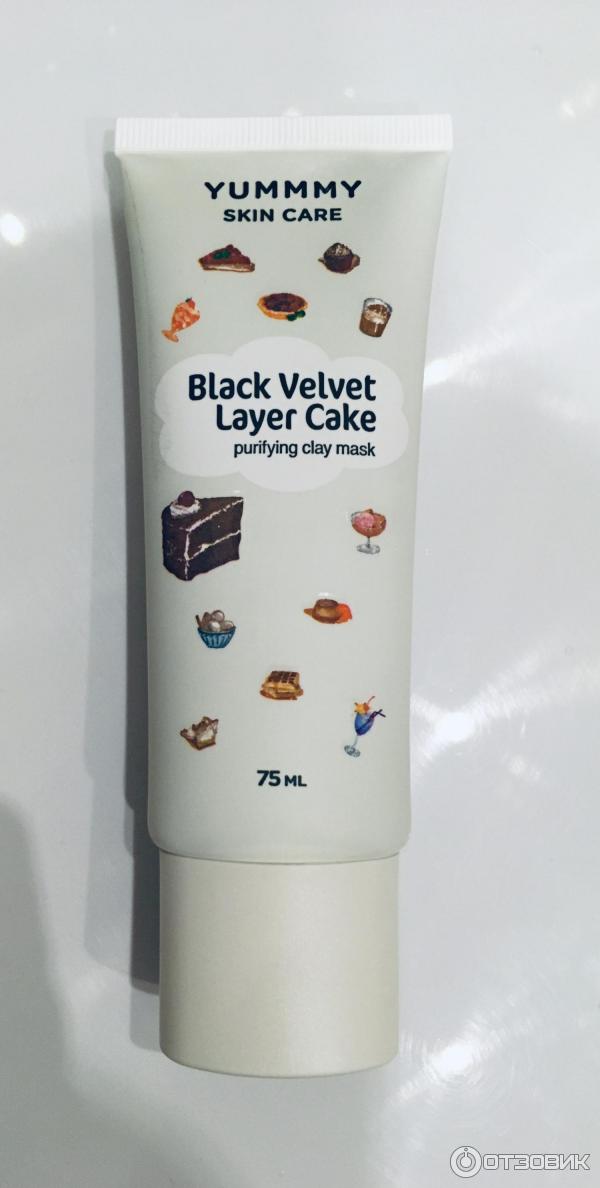 YUMMMY
SKIN CARE
Black Velvet
Layer Cake
purifying clay mask
75 ML
ОТЗОВИК